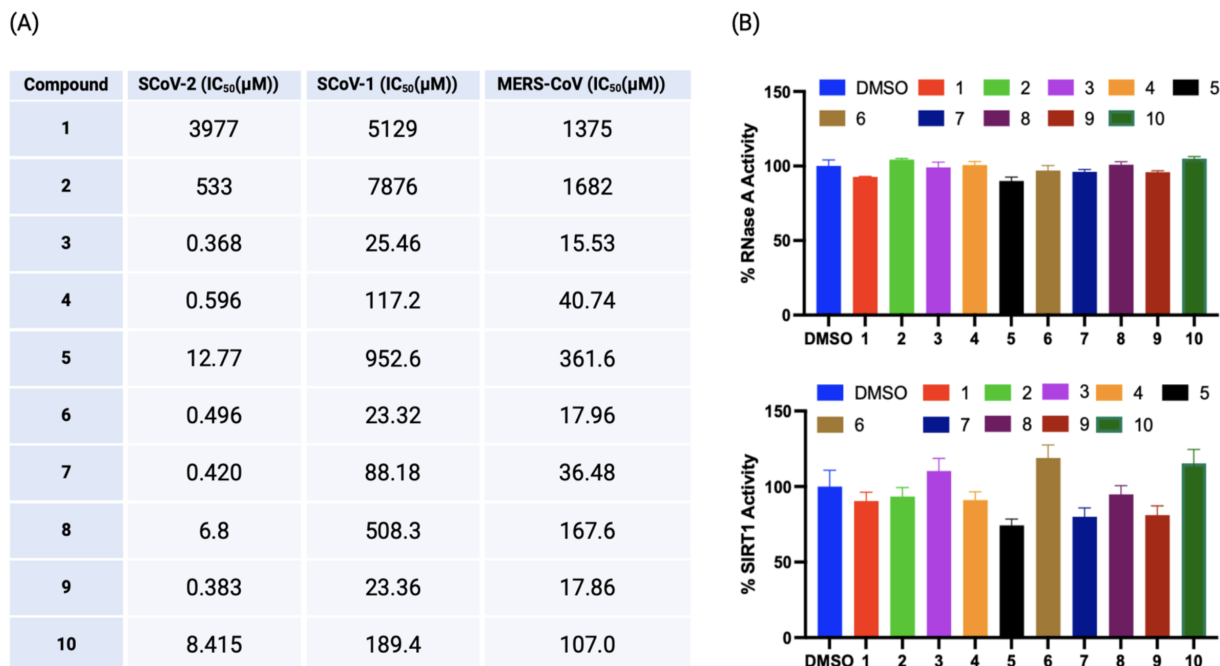 (A)
Compound SCoV-2 (IC₅₀(µM)) SCoV-1 (IC₅₀(µM)) MERS-CoV (IC₅₀(µM))
1 3977 5129 1375
2 533 7876 1682
3 0.368 25.46 15.53
4 0.596 117.2 40.74
5 12.77 952.6 361.6
6 0.496 23.32 17.96
7 0.420 88.18 36.48
8 6.8 508.3 167.6
9 0.383 23.36 17.86
10 8.415 189.4 107.0
(B)
% RNase A Activity
DMSO 1 2 3 4 5
6 7 8 9 10
150
100
50
0
DMSO 1 2 3 4 5 6 7 8 9 10
% SIRT1 Activity
DMSO 1 2 3 4 5
6 7 8 9 10
150
100
50
0
DMSO 1 2 3 4 5 6 7 8 9 10